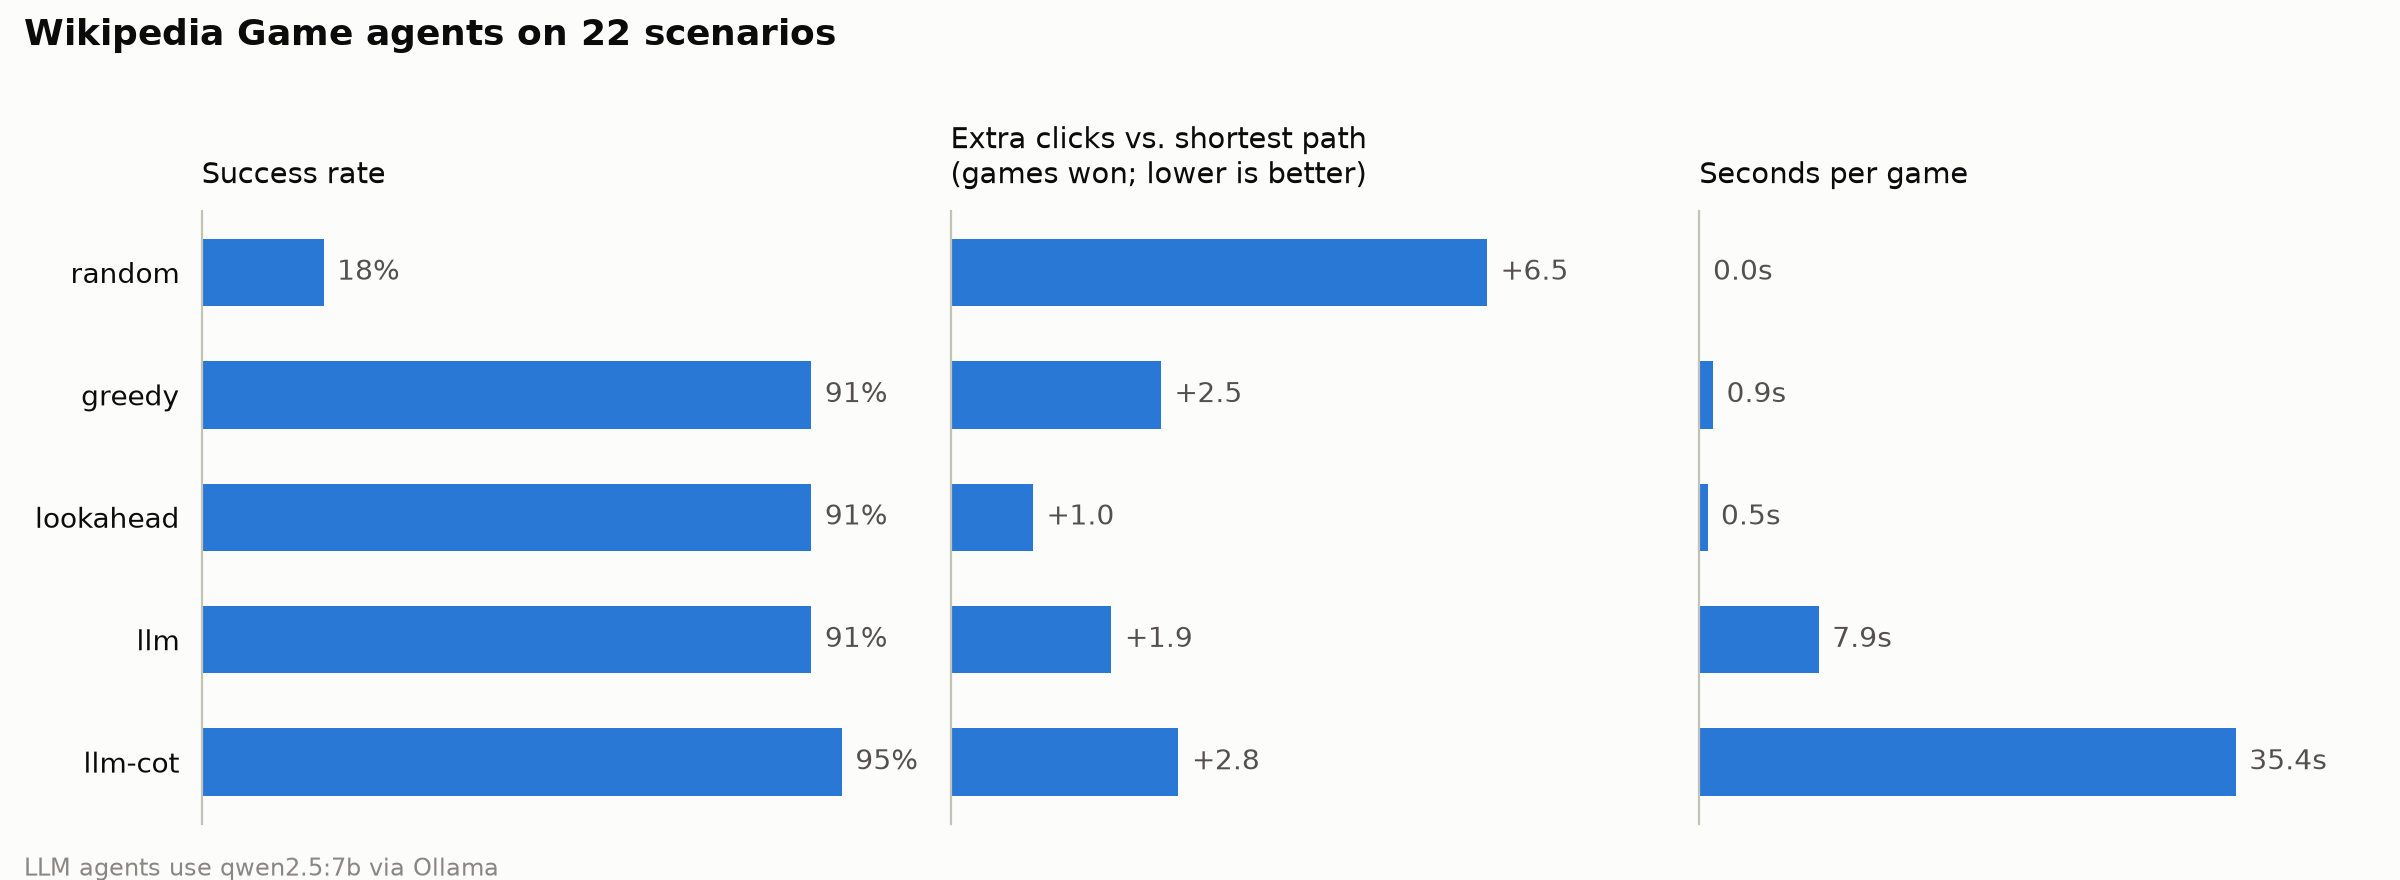 Wikipedia Game agents on 22 scenarios
Success rate
Extra clicks vs. shortest path
(games won; lower is better)
Seconds per game
random 18% +6.5 0.0s
greedy 91% +2.5 0.9s
lookahead 91% +1.0 0.5s
llm 91% +1.9 7.9s
llm-cot 95% +2.8 35.4s
LLM agents use qwen2.5:7b via Ollama